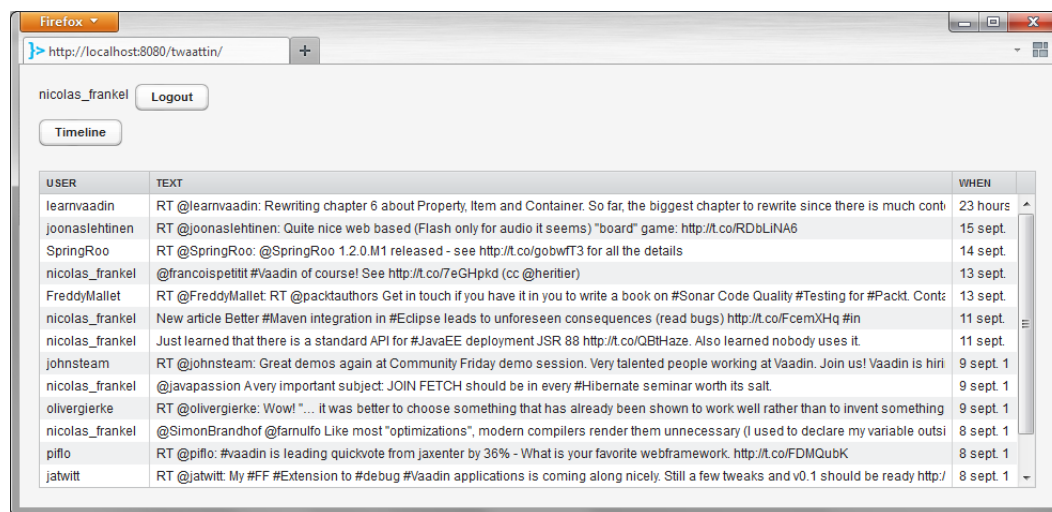 Firefox
http://localhost:8080/twaattin/
nicolas_frankel Logout
Timeline
USER TEXT WHEN
learnvaadin RT @learnvaadin: Rewriting chapter 6 about Property, Item and Container. So far, the biggest chapter to rewrite since there is much cont 23 hours
joonaslehtinen RT @joonaslehtinen: Quite nice web based (Flash only for audio it seems) "board" game: http://t.co/RDbLiNA6 15 sept.
SpringRoo RT @SpringRoo: @SpringRoo 1.2.0.M1 released - see http://t.co/gobwfT3 for all the details 14 sept.
nicolas_frankel @francoispetitit #Vaadin of course! See http://t.co/7eGHpkd (cc @heritier) 13 sept.
FreddyMallet RT @FreddyMallet: RT @packtauthors Get in touch if you have it in you to write a book on #Sonar Code Quality #Testing for #Packt. Conta 13 sept.
nicolas_frankel New article Better #Maven integration in #Eclipse leads to unforeseen consequences (read bugs) http://t.co/FcemXHq #in 11 sept.
nicolas_frankel Just learned that there is a standard API for #JavaEE deployment JSR 88 http://t.co/QBtHaze. Also learned nobody uses it. 11 sept.
johnsteam RT @johnsteam: Great demos again at Community Friday demo session. Very talented people working at Vaadin. Join us! Vaadin is hiri 9 sept. 1
nicolas_frankel @javapassion A very important subject: JOIN FETCH should be in every #Hibernate seminar worth its salt. 9 sept. 1
olivergierke RT @olivergierke: Wow! "… it was better to choose something that has already been shown to work well rather than to invent something 9 sept. 1
nicolas_frankel @SimonBrandhof @farnulfo Like most "optimizations", modern compilers render them unnecessary (I used to declare my variable outsi 8 sept. 1
piflo RT @piflo: #vaadin is leading quickvote from jaxenter by 36% - What is your favorite webframework. http://t.co/FDMQubK 8 sept. 1
jatwitt RT @jatwitt: My #FF #Extension to #debug #Vaadin applications is coming along nicely. Still a few tweaks and v0.1 should be ready http:/ 8 sept. 1